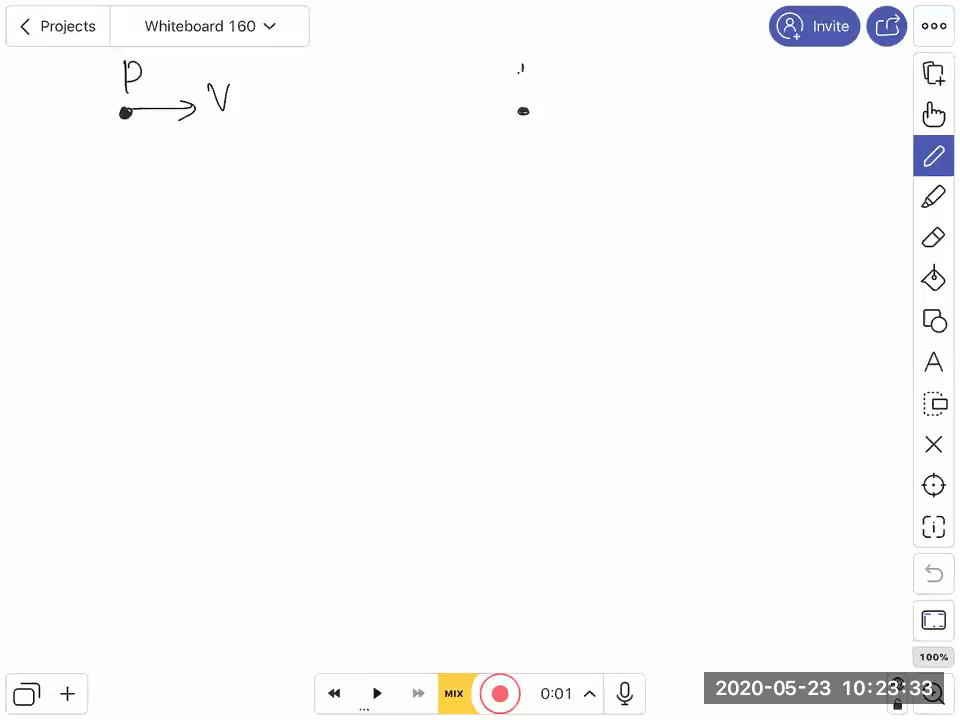 Projects
Whiteboard 160
Invite
P
V
A
100%
MIX
0:01
2020-05-23 10:23:33